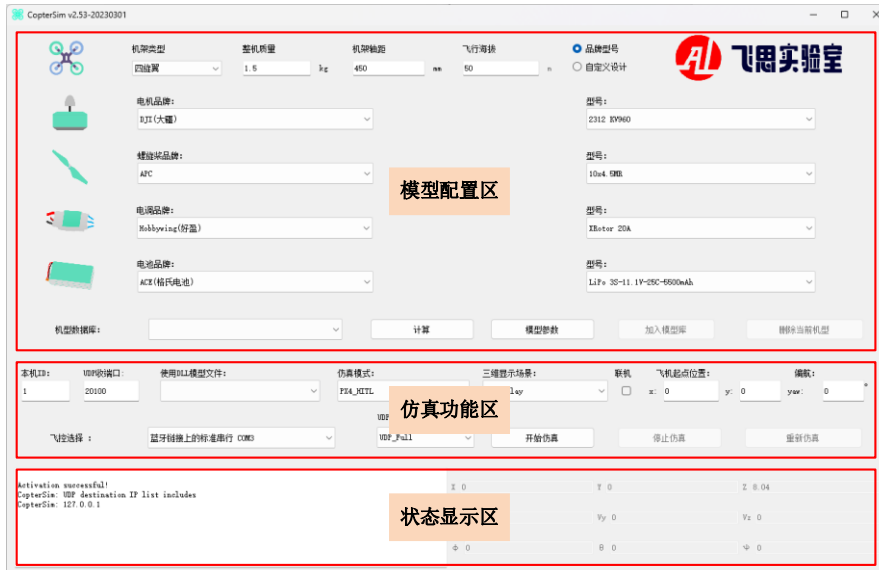 CopterSim v2.53-20230301
机架类型 整机质量 机架轴距 飞行海拔 品牌型号
四旋翼 1.5 kg 450 mm 50 m 自定义设计
飞思实验室
电机品牌: 型号:
DJI(大疆) 2312 KV960
螺旋桨品牌: 型号:
APC 10x4.5MR
模型配置区
电调品牌: 型号:
Hobbywing(好盈) XRotor 20A
电池品牌: 型号:
ACE(格氏电池) LiPo 3S-11.1V-25C-5500mAh
机型数据库: 计算 模型参数 加入模型库 删除当前机型
本机ID: UDP收端口: 使用DLL模型文件: 仿真模式: 三维显示场景: 联机 飞机起点位置: 偏航:
1 20100 PX4_HITL lay x: 0 y: 0 yaw: 0 °
仿真功能区
UDP
飞控选择 : 蓝牙链接上的标准串行 COM3 UDP_Full 开始仿真 停止仿真 重新仿真
Activation successful!
CopterSim: UDP destination IP list includes
CopterSim: 127.0.0.1
X 0 Y 0 Z 8.04
状态显示区
Vy 0 Vz 0
Φ 0 θ 0 Ψ 0